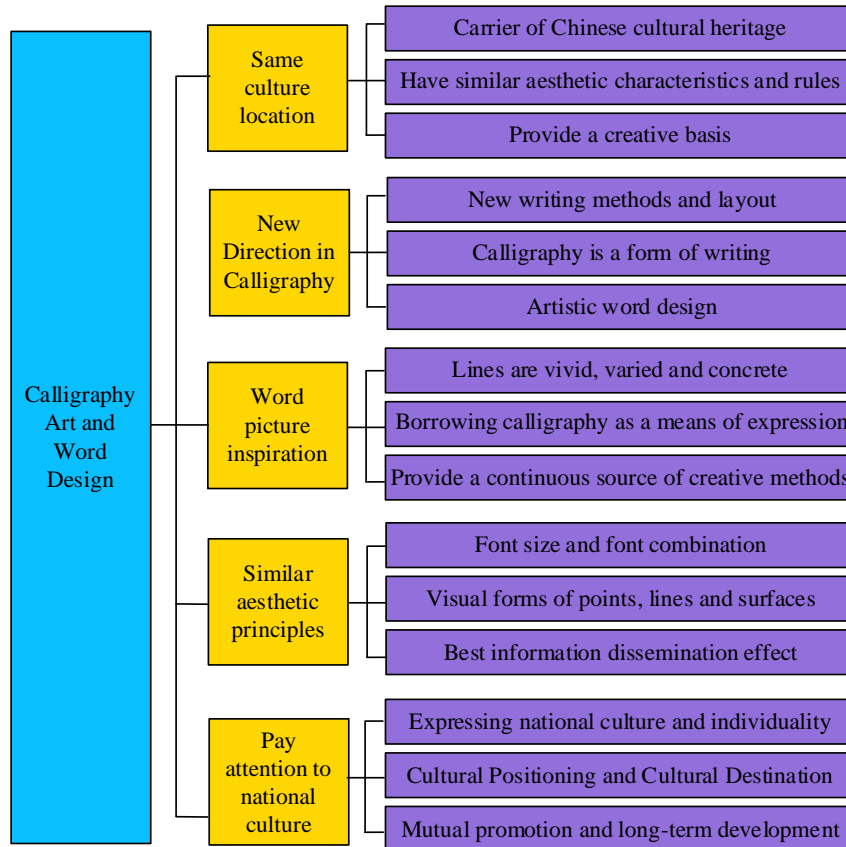 Calligraphy
Art and
Word
Design
Same
culture
location
Carrier of Chinese cultural heritage
Have similar aesthetic characteristics and rules
Provide a creative basis
New
Direction in
Calligraphy
New writing methods and layout
Calligraphy is a form of writing
Artistic word design
Word
picture
inspiration
Lines are vivid, varied and concrete
Borrowing calligraphy as a means of expression
Provide a continuous source of creative methods
Similar
aesthetic
principles
Font size and font combination
Visual forms of points, lines and surfaces
Best information dissemination effect
Pay
attention to
national
culture
Expressing national culture and individuality
Cultural Positioning and Cultural Destination
Mutual promotion and long-term development